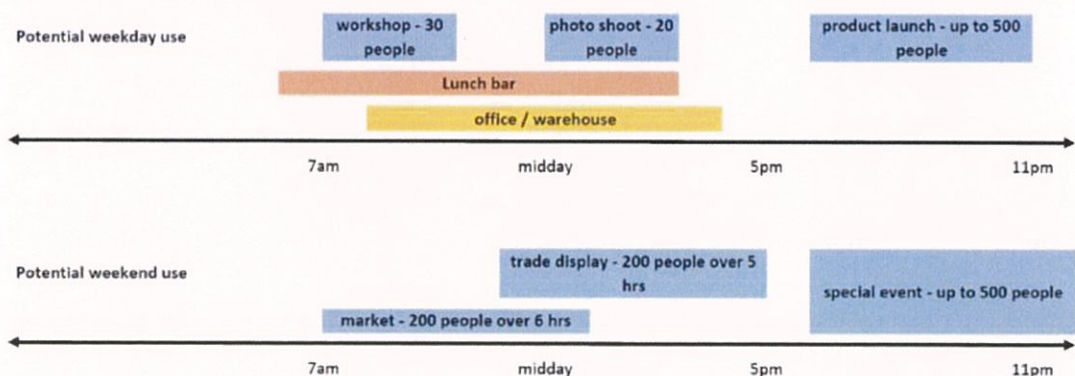 Potential weekday use
workshop - 30
people
photo shoot - 20
people
product launch - up to 500
people
Lunch bar
office / warehouse
7am midday 5pm 11pm
Potential weekend use
trade display - 200 people over 5
hrs
special event - up to 500 people
market - 200 people over 6 hrs
7am midday 5pm 11pm